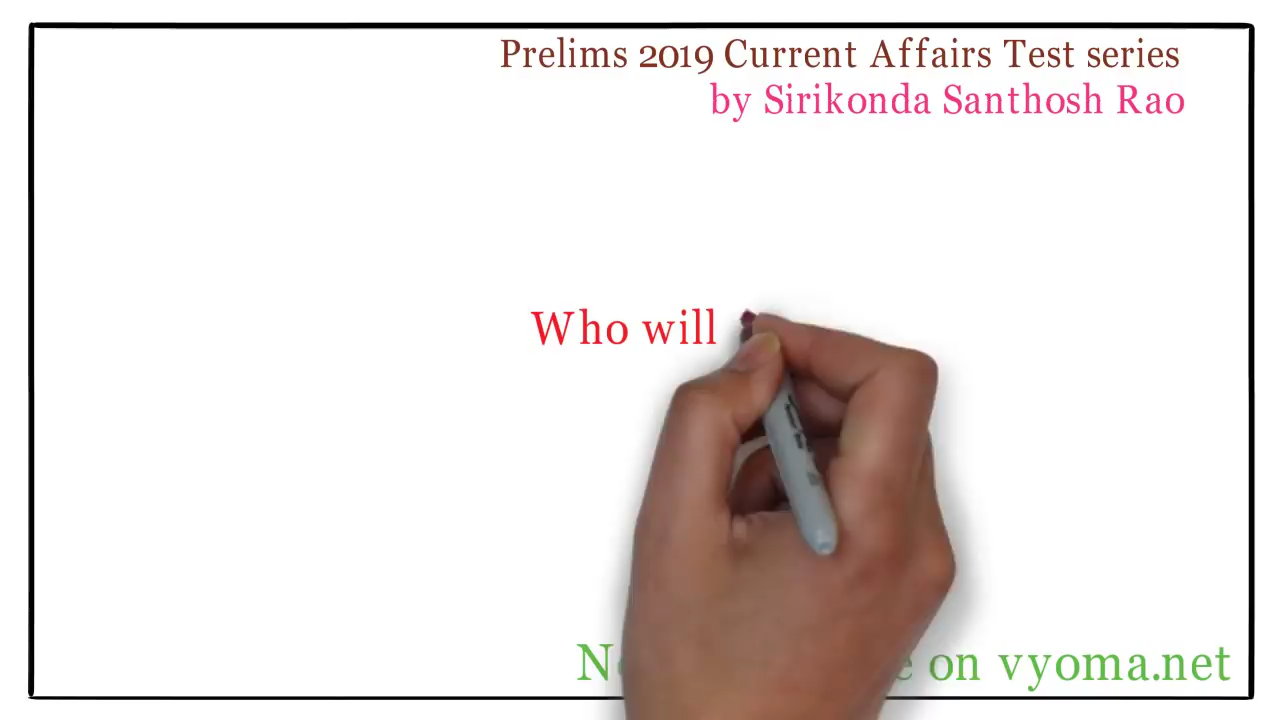 Prelims 2019 Current Affairs Test series
by Sirikonda Santhosh Rao
Who will
on vyoma.net